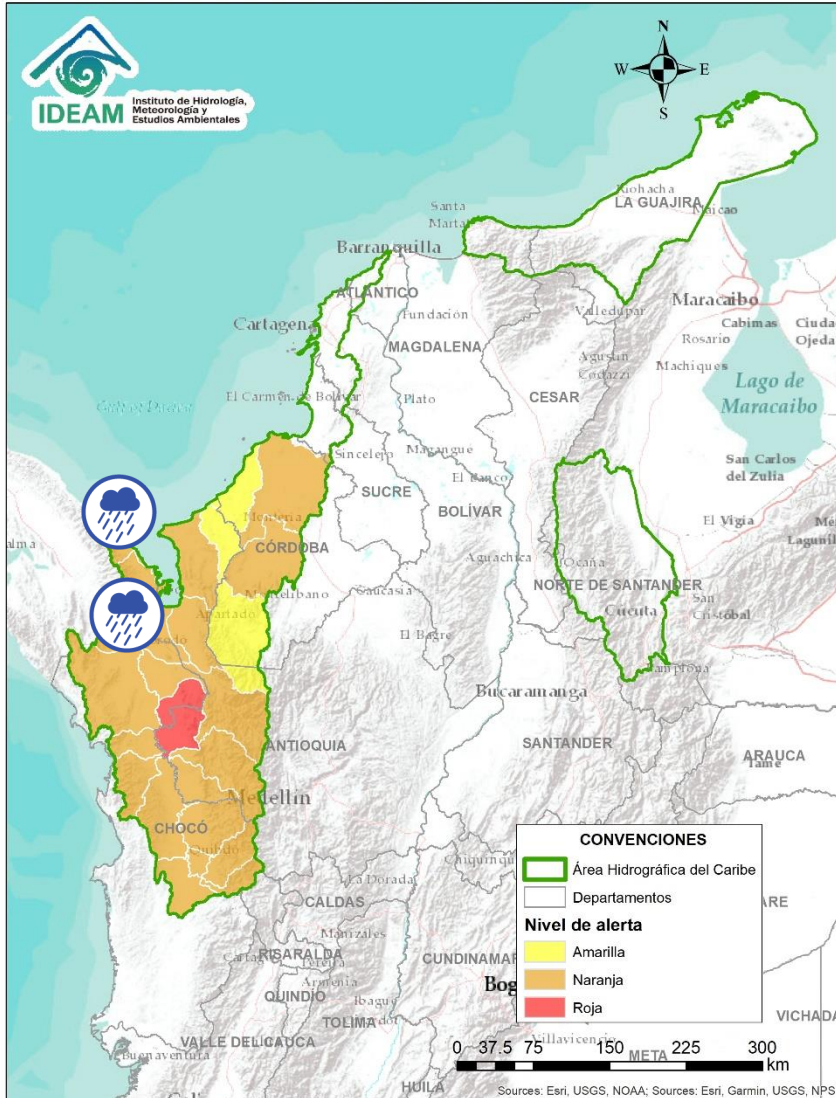 IDEAM
Instituto de Hidrología,
Meteorología y
Estudios Ambientales
N
W
E
S
Riohacha
LA GUAJIRA
Maicao
Santa
Marta
Barranquilla
ATLÁNTICO
Fundación
Valledupar
Maracaibo
Cabimas
Ciudad
Ojeda
Rosario
Cartagena
MAGDALENA
Machiques
Agustín
Codazzi
CESAR
Lago de
Maracaibo
El Carmen de Bolívar
Plato
San Carlos
del Zulia
Sincelejo
Magangue
SUCRE
El Banco
BOLÍVAR
El Vigía
Montería
CÓRDOBA
Aguachica
Ocaña
NORTE DE SANTANDER
Montelibano
Caucasia
Apartadó
Cucuta
San
Cristóbal
El Bagre
Pamplona
Bucaramanga
ANTIOQUIA
SANTANDER
ARAUCA
Tame
Medellín
CHOCÓ
Quibdó
La Dorada
CALDAS
Manizales
RISARALDA
Pereira
Armenia
CUNDINAMAR
QUINDÍO
Ibagué
Bog
TOLIMA
VICHADA
VALLE DEL CAUCA
Villavicencio
META
Buenaventura
HUILA
CONVENCIONES
Área Hidrográfica del Caribe
Departamentos
Nivel de alerta
Amarilla
Naranja
Roja
0 37.5 75 150 225 300
km
Sources: Esri, USGS, NOAA; Sources: Esri, Garmin, USGS, NPS